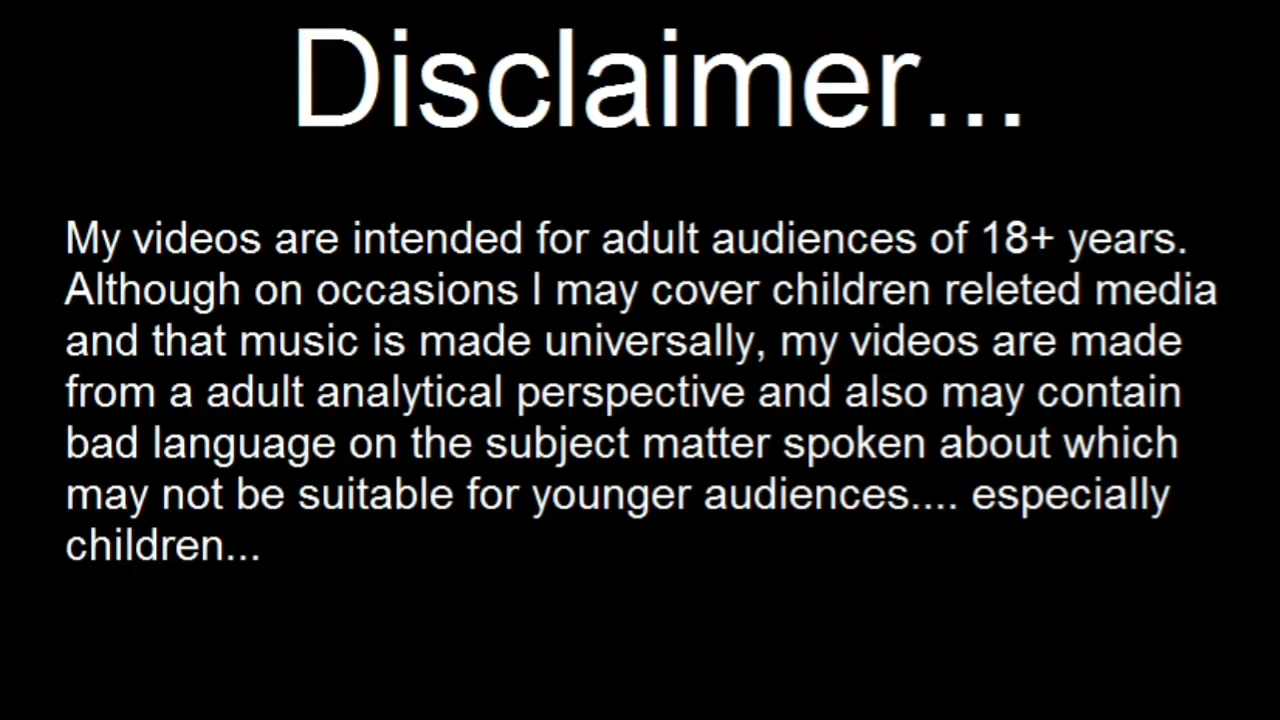 Disclaimer...
My videos are intended for adult audiences of 18+ years.
Although on occasions I may cover children releted media
and that music is made universally, my videos are made
from a adult analytical perspective and also may contain
bad language on the subject matter spoken about which
may not be suitable for younger audiences.... especially
children...